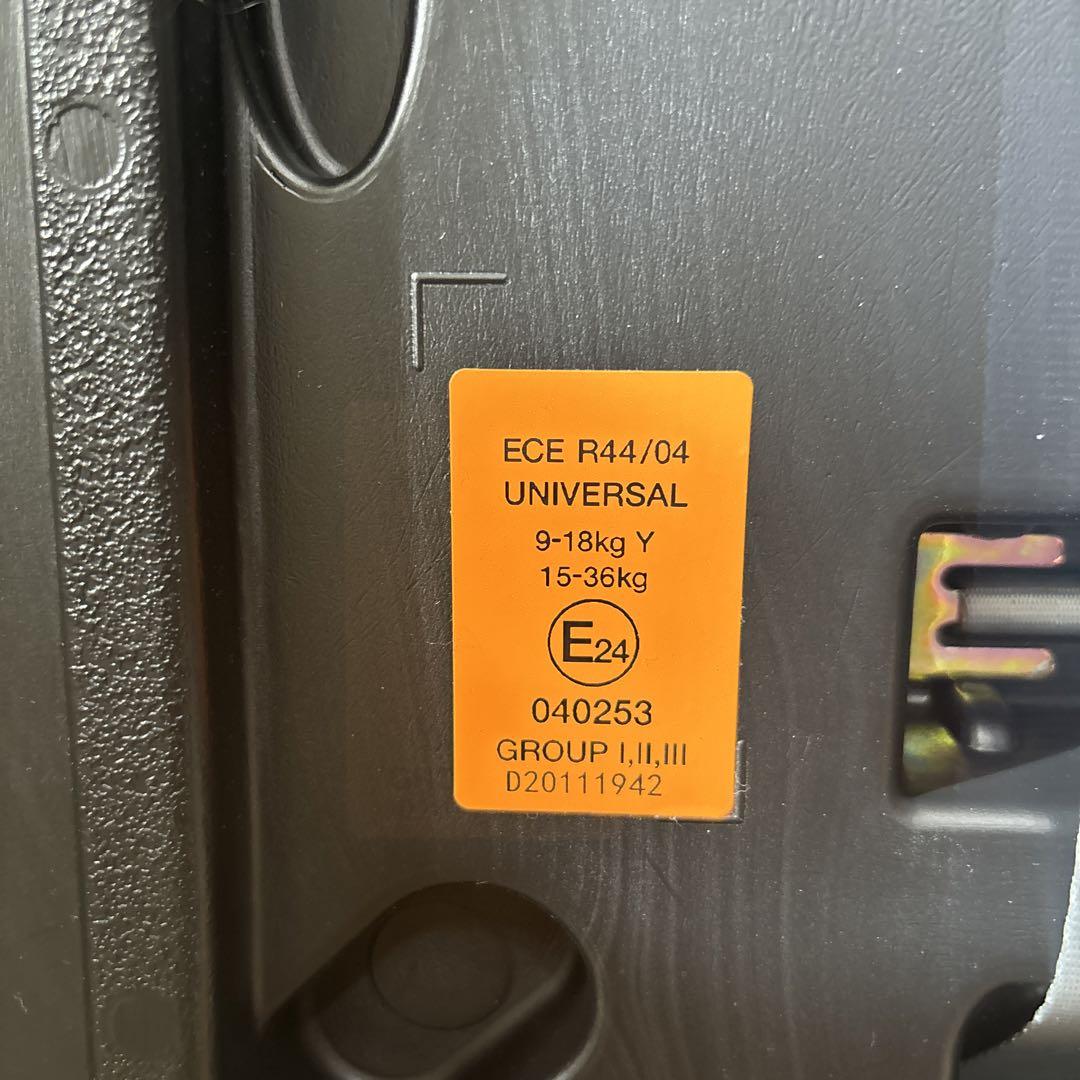 ECE R44/04
UNIVERSAL
9-18kg Y
15-36kg
E24
040253
GROUP I,II,III
D20111942